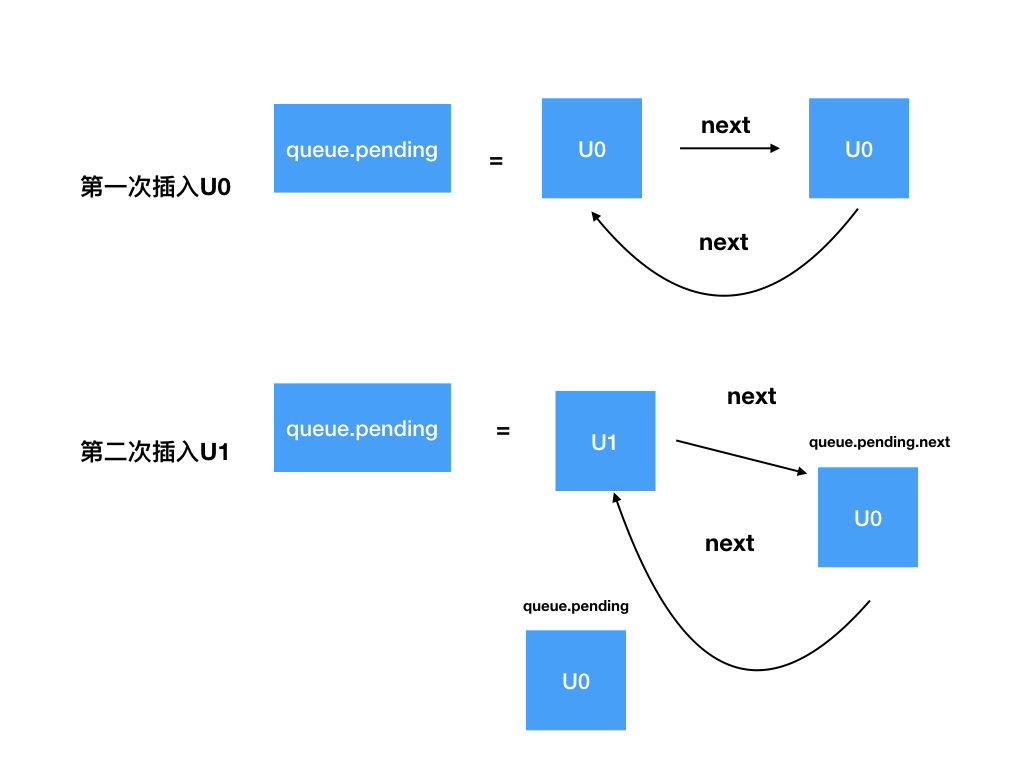 第一次插入U0
queue.pending
=
U0
next
U0
next
第二次插入U1
queue.pending
=
U1
next
queue.pending.next
U0
next
queue.pending
U0